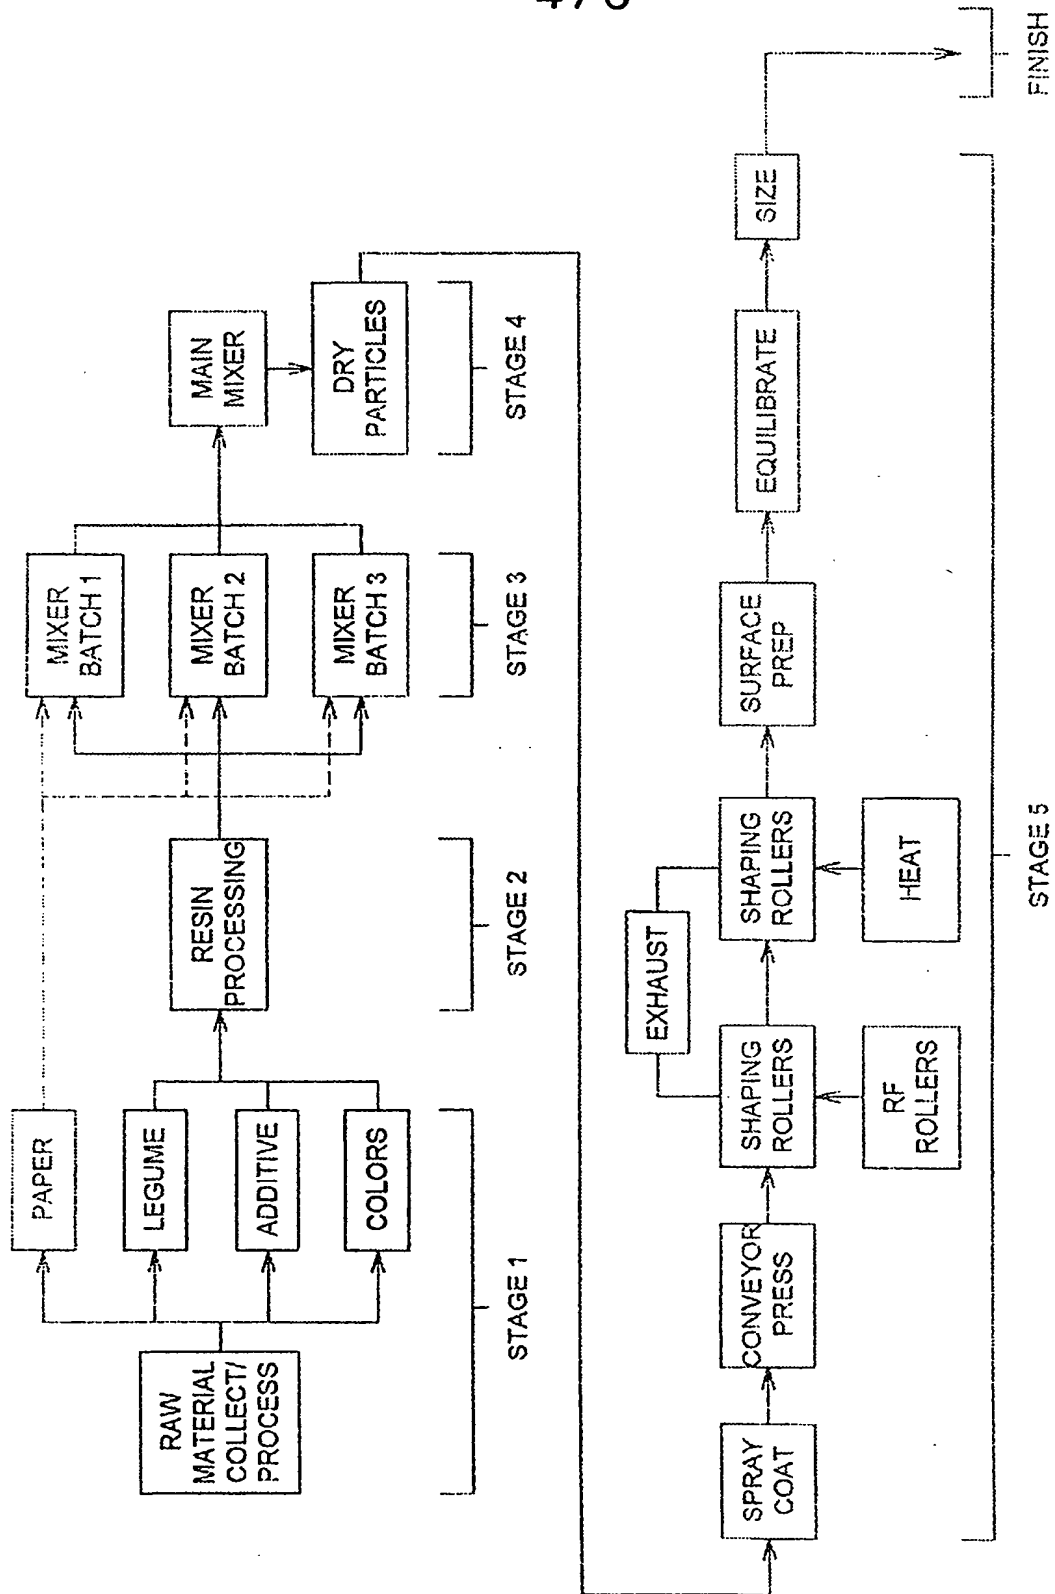 4/6
RAW
MATERIAL
COLLECT/
PROCESS
PAPER
LEGUME
ADDITIVE
COLORS
STAGE 1
RESIN
PROCESSING
STAGE 2
MIXER
BATCH 1
MIXER
BATCH 2
MIXER
BATCH 3
STAGE 3
MAIN
MIXER
DRY
PARTICLES
STAGE 4
SPRAY
COAT
CONVEYOR
PRESS
SHAPING
ROLLERS
RF
ROLLERS
EXHAUST
SHAPING
ROLLERS
HEAT
SURFACE
PREP
EQUILIBRATE
SIZE
STAGE 5
FINISH